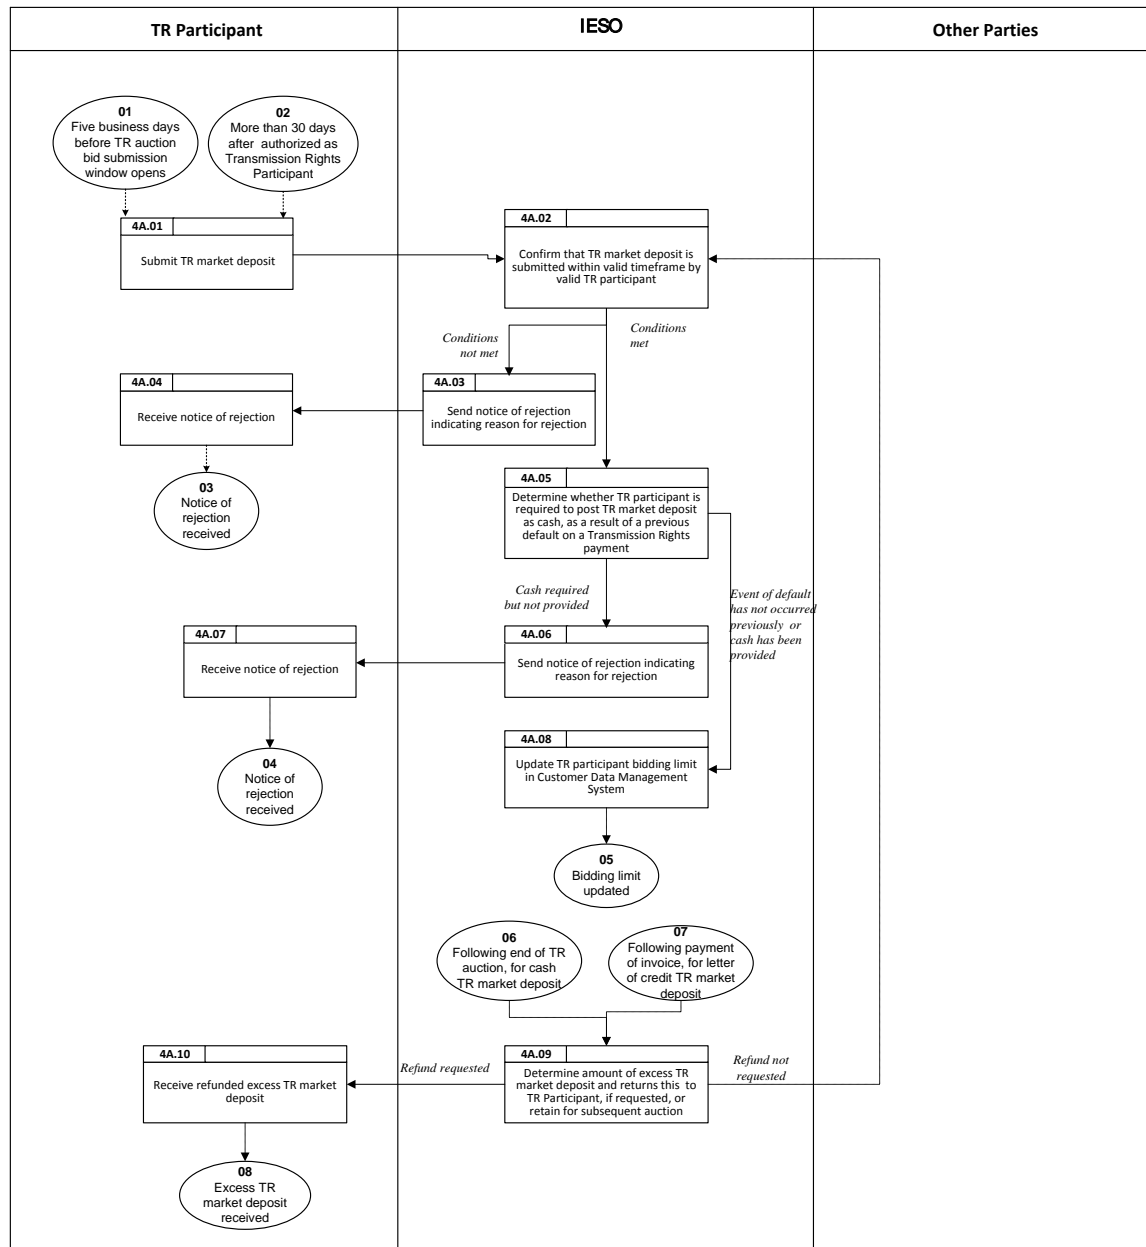 TR Participant
IESO
Other Parties
01
Five business days
before TR auction
bid submission
window opens
02
More than 30 days
after authorized as
Transmission Rights
Participant
4A.01
Submit TR market deposit
4A.02
Confirm that TR market deposit is
submitted within valid timeframe by
valid TR participant
Conditions
not met
Conditions
met
4A.04
Receive notice of rejection
4A.03
Send notice of rejection
indicating reason for rejection
03
Notice of
rejection
received
4A.05
Determine whether TR participant is
required to post TR market deposit
as cash, as a result of a previous
default on a Transmission Rights
payment
Cash required
but not provided
Event of default
has not occurred
previously or
cash has been
provided
4A.07
Receive notice of rejection
4A.06
Send notice of rejection indicating
reason for rejection
04
Notice of
rejection
received
4A.08
Update TR participant bidding limit
in Customer Data Management
System
05
Bidding limit
updated
06
Following end of TR
auction, for cash
TR market deposit
07
Following payment
of invoice, for letter
of credit TR market
deposit
4A.10
Receive refunded excess TR market
deposit
Refund requested
4A.09
Determine amount of excess TR
market deposit and returns this to
TR Participant, if requested, or
retain for subsequent auction
Refund not
requested
08
Excess TR
market deposit
received